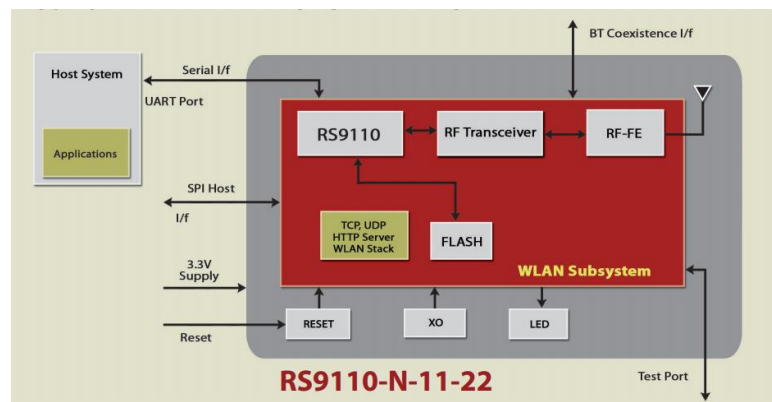 BT Coexistence I/f
Host System
Serial I/f
UART Port
Applications
RS9110
RF Transceiver
RF-FE
SPI Host
I/f
TCP, UDP
HTTP Server
WLAN Stack
FLASH
WLAN Subsystem
3.3V
Supply
RESET
XO
LED
Reset
RS9110-N-11-22
Test Port